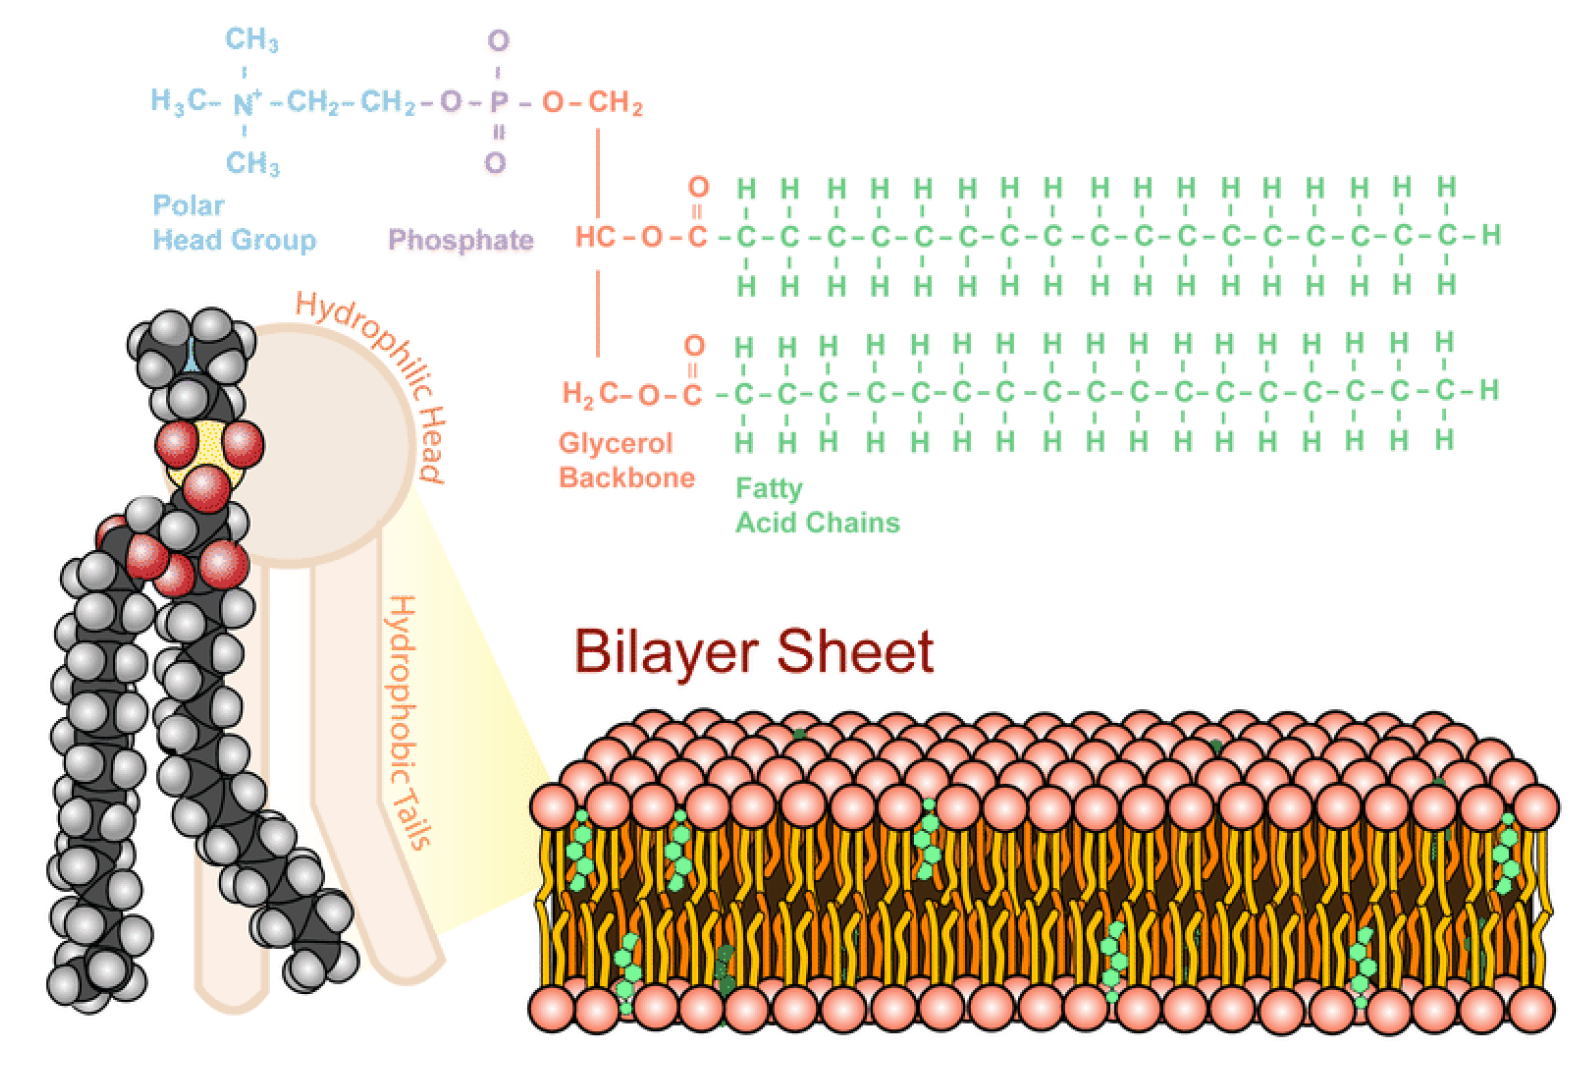 CH₃ O
H₃C– N⁺ –CH₂–CH₂–O–P–O–CH₂
CH₃ O
Polar
Head Group
Phosphate
O H H H H H H H H H H H H H H H H H
HC–O–C–C–C–C–C–C–C–C–C–C–C–C–C–C–C–C–C–C–H
H H H H H H H H H H H H H H H H H
O H H H H H H H H H H H H H H H H H
H₂C–O–C–C–C–C–C–C–C–C–C–C–C–C–C–C–C–C–C–C–H
H H H H H H H H H H H H H H H H H
Glycerol
Backbone
Fatty
Acid Chains
Hydrophilic Head
Hydrophobic Tails
Bilayer Sheet